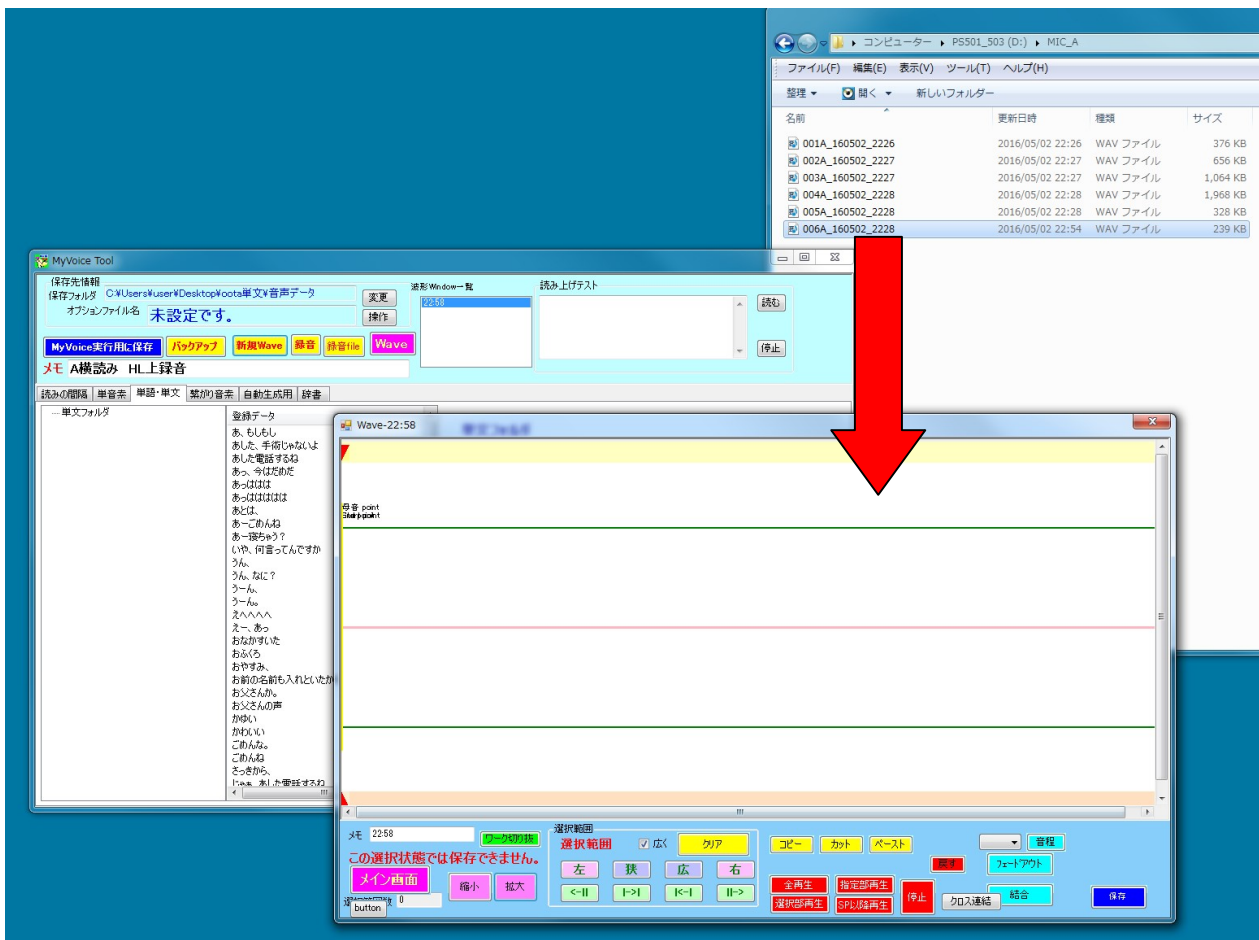 コンピューター ▸ PS501_503 (D:) ▸ MIC_A
ファイル(F) 編集(E) 表示(V) ツール(T) ヘルプ(H)
整理 ▼ 開く ▼ 新しいフォルダー
名前 更新日時 種類 サイズ
001A_160502_2226 2016/05/02 22:26 WAV ファイル 376 KB
002A_160502_2227 2016/05/02 22:27 WAV ファイル 656 KB
003A_160502_2227 2016/05/02 22:27 WAV ファイル 1,064 KB
004A_160502_2228 2016/05/02 22:28 WAV ファイル 1,968 KB
005A_160502_2228 2016/05/02 22:28 WAV ファイル 328 KB
006A_160502_2228 2016/05/02 22:54 WAV ファイル 239 KB
MyVoice Tool
保存先情報
保存フォルダ C:¥Users¥user¥Desktop¥oota単文¥音声データ 変更
オプションファイル名 未設定です。 操作
波形Window一覧
22:58
読み上げテスト
読む
停止
MyVoice実行用に保存 バックアップ 新規Wave 録音 録音file Wave
メモ A横読み HL上録音
読みの間隔 単音素 単語・単文 繋がり音素 自動生成用 辞書
単文フォルダ
登録データ
あ、もしもし
あした、手術じゃないよ
あした電話するね
あっ、今はだめだ
あっははは
あっははははは
あとは、
あーごめんね
あー寝ちゃう?
いや、何言ってんですか
うん、
うん、なに?
うーん、
うーん。
えへへへへ
えー、あっ
おなかすいた
おふくろ
おやすみ、
お前の名前も入れといたか
お父さんか。
お父さんの声
かゆい
かわいい
ごめんな。
ごめんね
さっきから、
じゃぁ、あした電話するね
Wave-22:58
母音 point
メモ 22:58 ワーク切り抜
この選択状態では保存できません。
メイン画面 縮小 拡大
0
button
選択範囲
選択範囲 広く クリア
左 狭 広 右
<-|| |->| |<-| ||->
コピー カット ペースト
戻す
音程
フェードアウト
全再生 指定部再生
選択部再生 SP以降再生
停止
クロス連結 結合 保存